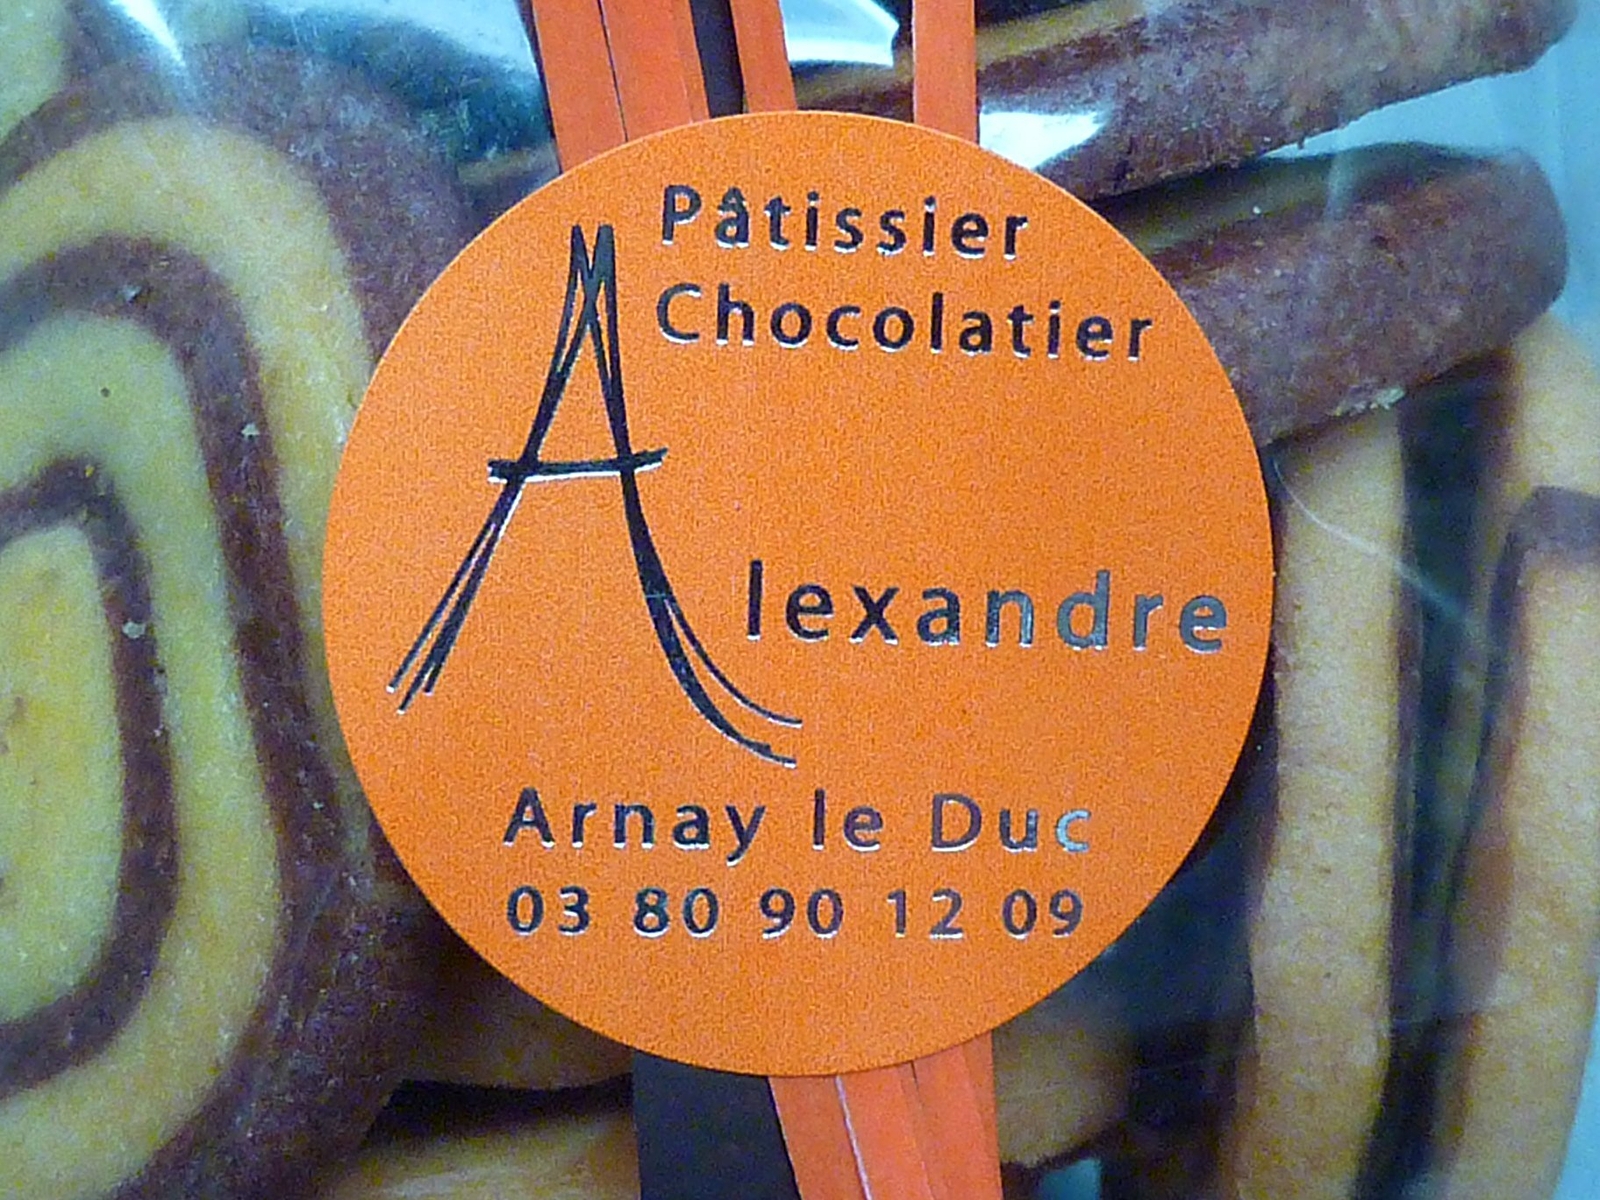 Pâtissier
Chocolatier
Alexandre
Arnay le Duc
03 80 90 12 09